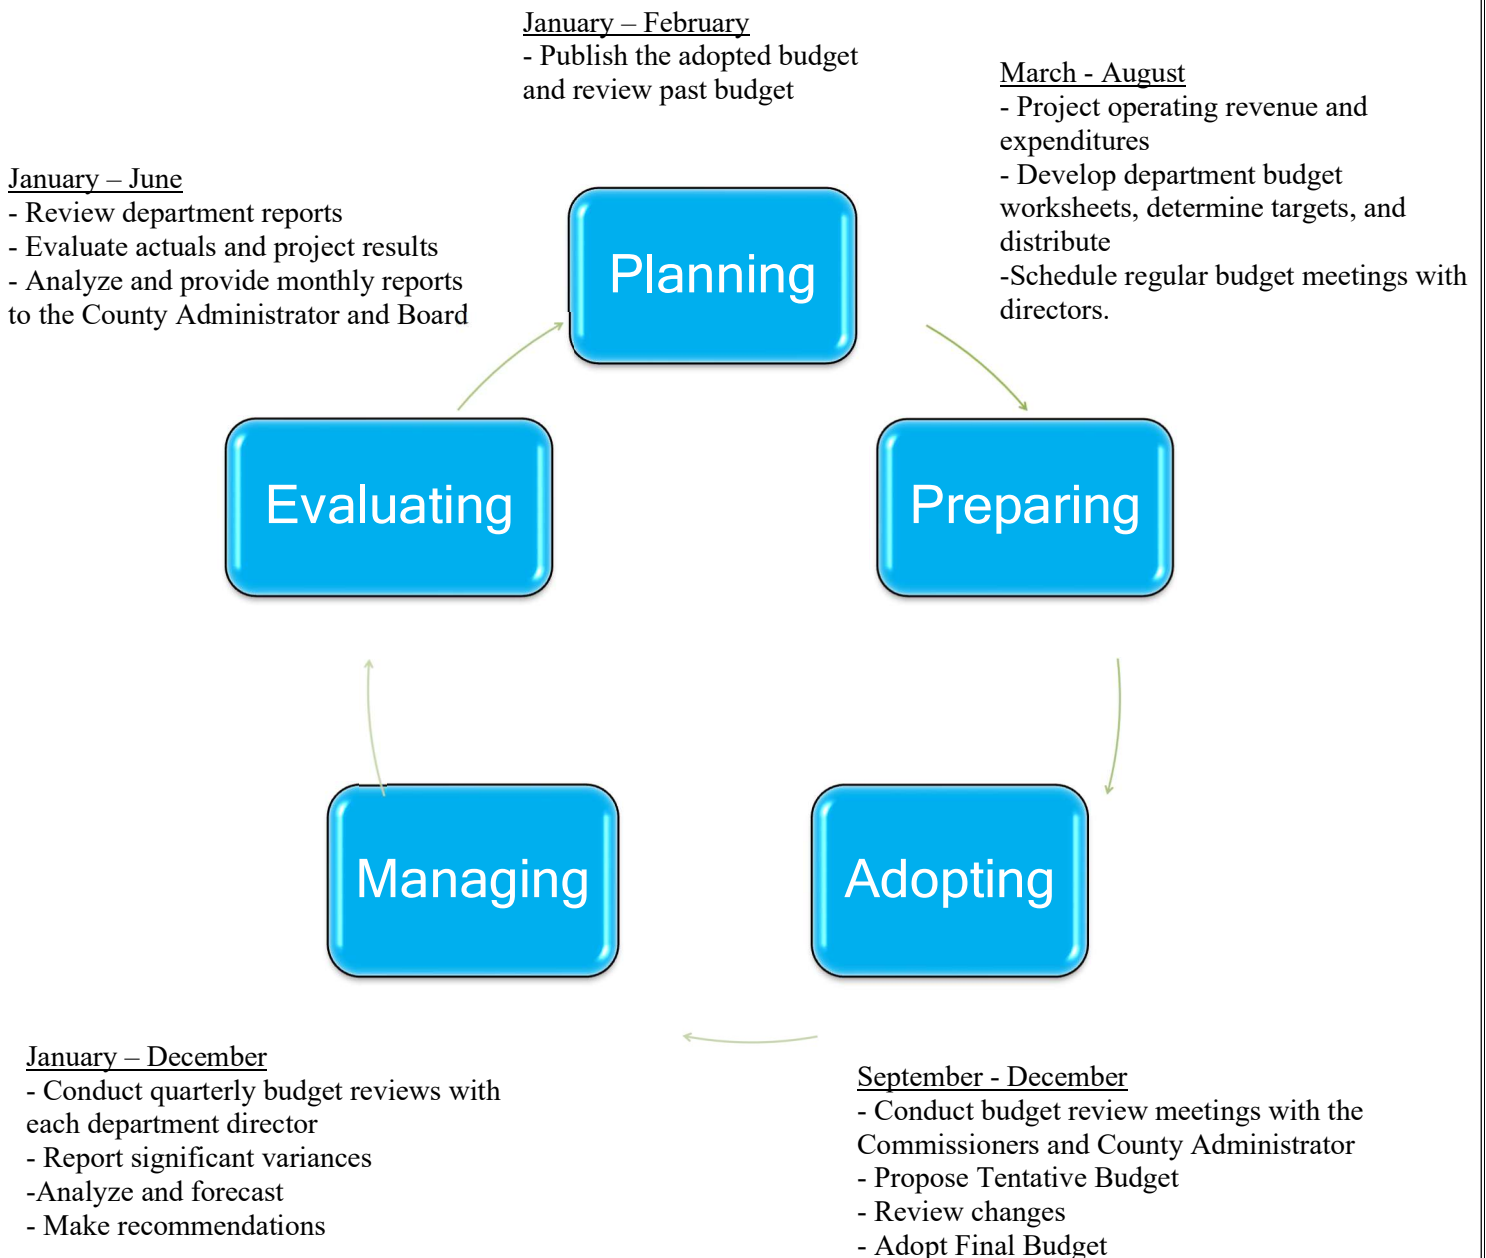 January – February
- Publish the adopted budget
and review past budget
March - August
- Project operating revenue and
expenditures
- Develop department budget
worksheets, determine targets, and
distribute
-Schedule regular budget meetings with
directors.
January – June
- Review department reports
- Evaluate actuals and project results
- Analyze and provide monthly reports
to the County Administrator and Board
Planning
Evaluating
Preparing
Managing
Adopting
January – December
- Conduct quarterly budget reviews with
each department director
- Report significant variances
-Analyze and forecast
- Make recommendations
September - December
- Conduct budget review meetings with the
Commissioners and County Administrator
- Propose Tentative Budget
- Review changes
- Adopt Final Budget